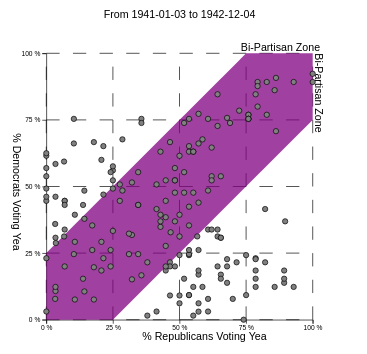 From 1941-01-03 to 1942-12-04
Bi-Partisan Zone
Bi-Partisan Zone
100 %
75 %
50 %
25 %
0 %
% Democrats Voting Yea
0 %
25 %
50 %
75 %
100 %
% Republicans Voting Yea